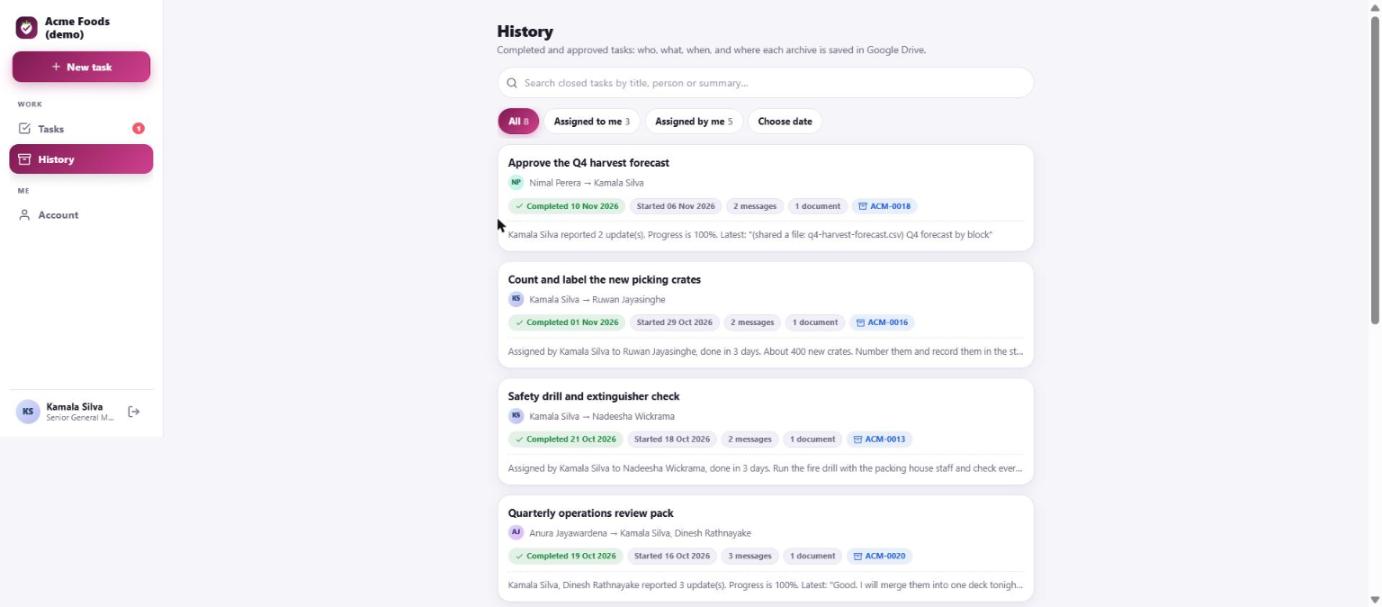 Acme Foods
(demo)
+ New task
WORK
Tasks 1
History
ME
Account
KS Kamala Silva
Senior General M...
History
Completed and approved tasks: who, what, when, and where each archive is saved in Google Drive.
Search closed tasks by title, person or summary...
All 8 Assigned to me 3 Assigned by me 5 Choose date
Approve the Q4 harvest forecast
NP Nimal Perera → Kamala Silva
✓ Completed 10 Nov 2026 Started 06 Nov 2026 2 messages 1 document ACM-0018
Kamala Silva reported 2 update(s). Progress is 100%. Latest: "(shared a file: q4-harvest-forecast.csv) Q4 forecast by block"
Count and label the new picking crates
KS Kamala Silva → Ruwan Jayasinghe
✓ Completed 01 Nov 2026 Started 29 Oct 2026 2 messages 1 document ACM-0016
Assigned by Kamala Silva to Ruwan Jayasinghe, done in 3 days. About 400 new crates. Number them and record them in the st...
Safety drill and extinguisher check
KS Kamala Silva → Nadeesha Wickrama
✓ Completed 21 Oct 2026 Started 18 Oct 2026 2 messages 1 document ACM-0013
Assigned by Kamala Silva to Nadeesha Wickrama, done in 3 days. Run the fire drill with the packing house staff and check ever...
Quarterly operations review pack
AJ Anura Jayawardena → Kamala Silva, Dinesh Rathnayake
✓ Completed 19 Oct 2026 Started 16 Oct 2026 3 messages 1 document ACM-0020
Kamala Silva, Dinesh Rathnayake reported 3 update(s). Progress is 100%. Latest: "Good. I will merge them into one deck tonigh...